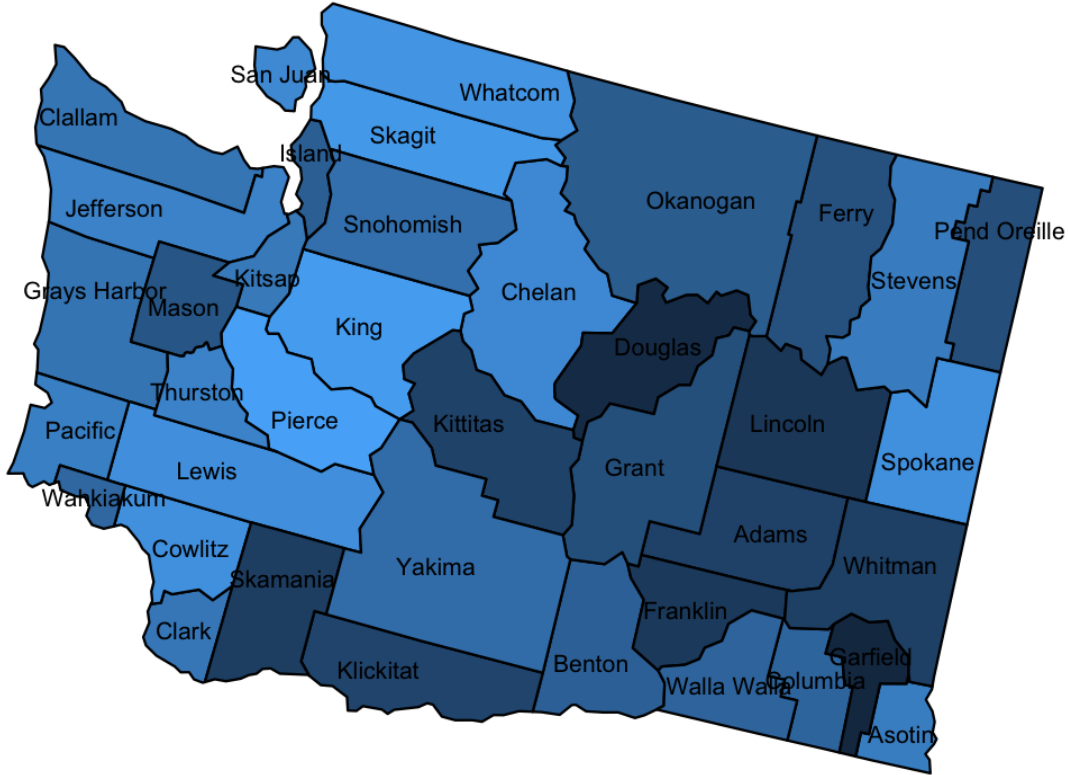 San Juan
Whatcom
Clallam
Skagit
Island
Okanogan
Jefferson
Ferry
Snohomish
Pend Oreille
Kitsap
Stevens
Grays Harbor
Chelan
Mason
King
Douglas
Thurston
Pierce
Kittitas
Lincoln
Pacific
Spokane
Grant
Lewis
Wahkiakum
Adams
Cowlitz
Yakima
Whitman
Skamania
Franklin
Clark
Garfield
Benton
Klickitat
Columbia
Walla Walla
Asotin